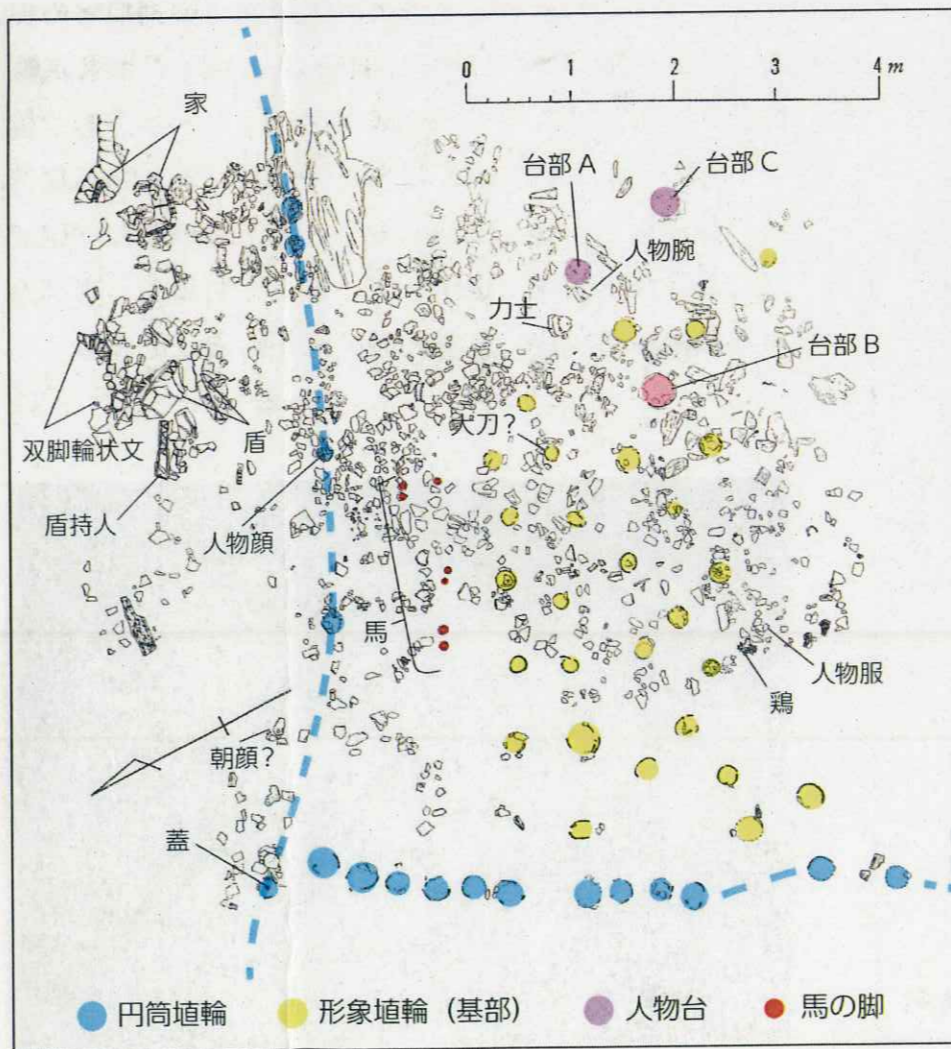 家
0 1 2 3 4 m
台部A
台部C
人物腕
力士
台部B
大刀?
双脚輪状文
盾
盾持人
人物顔
馬
人物服
鶏
朝顔?
蓋
円筒埴輪
形象埴輪(基部)
人物台
馬の脚